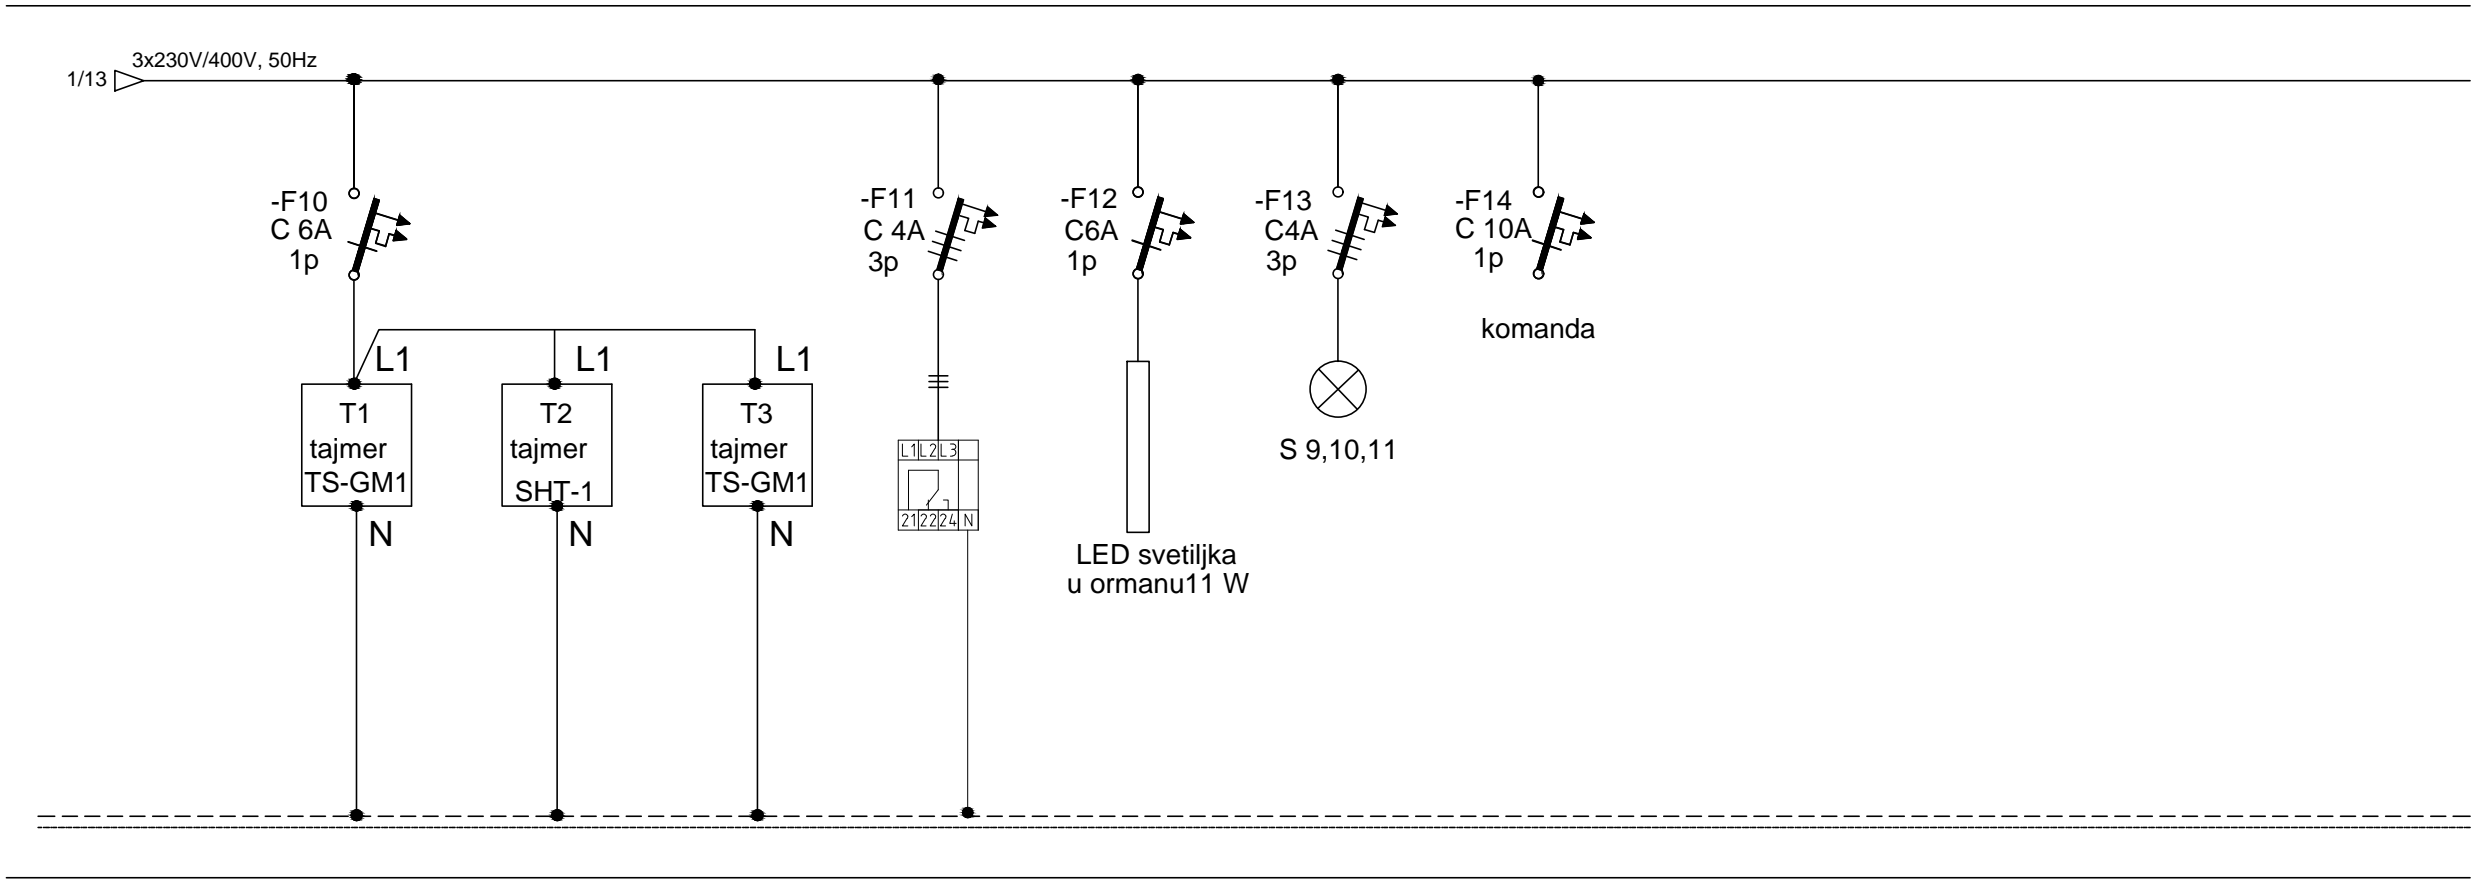 3x230V/400V, 50Hz
1/13
-F10
C 6A
1p
-F11
C 4A
3p
-F12
C6A
1p
-F13
C4A
3p
-F14
C 10A
1p
komanda
L1
L1
L1
T1
tajmer
TS-GM1
T2
tajmer
SHT-1
T3
tajmer
TS-GM1
N
N
N
L1 L2 L3
21 22 24 N
LED svetiljka
u ormanu11 W
S 9,10,11